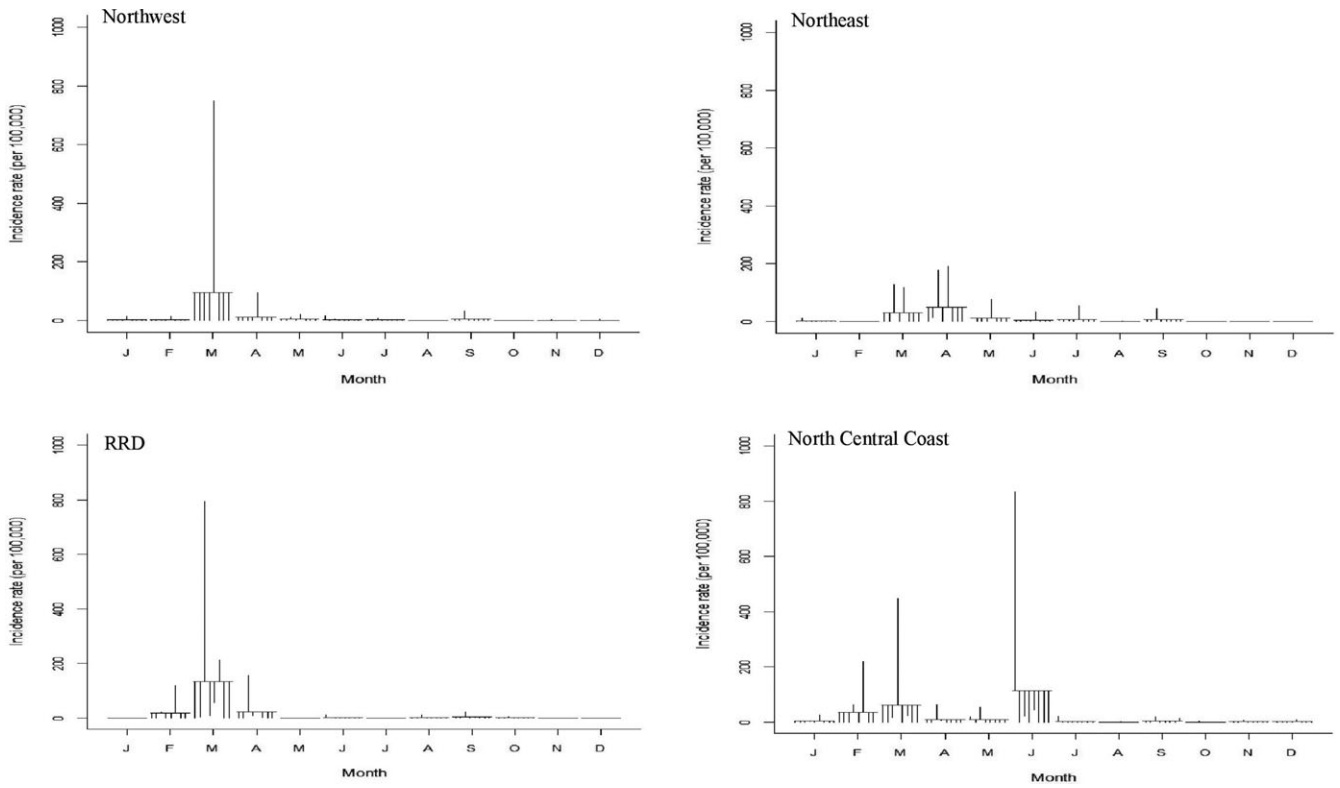 Northwest
1000
800
600
400
200
0
Incidence rate (per 100,000)
J F M A M J J A S O N D
Month
Northeast
1000
800
600
400
200
0
Incidence rate (per 100,000)
J F M A M J J A S O N D
Month
RRD
1000
800
600
400
200
0
Incidence rate (per 100,000)
J F M A M J J A S O N D
Month
North Central Coast
1000
800
600
400
200
0
Incidence rate (per 100,000)
J F M A M J J A S O N D
Month